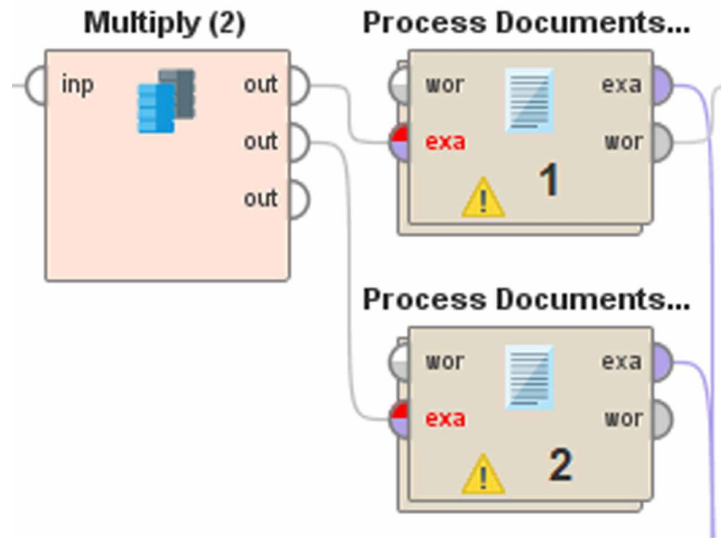 Multiply (2)
inp
out
out
out
Process Documents...
wor
exa
exa
wor
1
Process Documents...
wor
exa
exa
wor
2